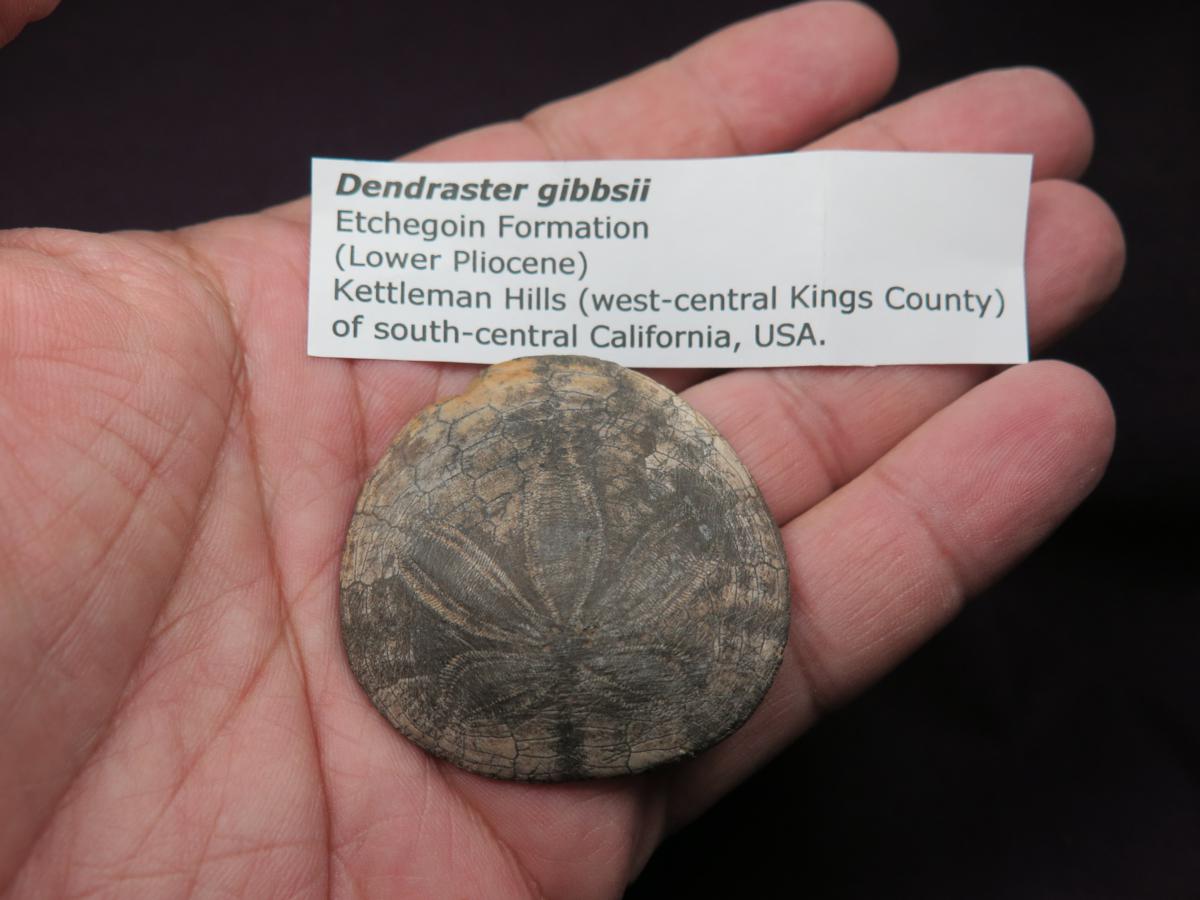 Dendraster gibbsii
Etchegoin Formation
(Lower Pliocene)
Kettleman Hills (west-central Kings County)
of south-central California, USA.